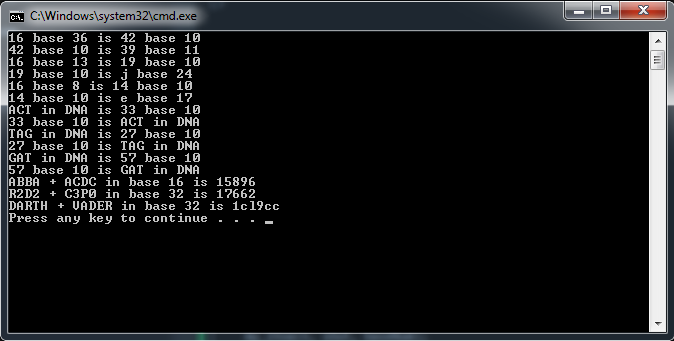 C:\Windows\system32\cmd.exe
16 base 36 is 42 base 10
42 base 10 is 39 base 11
16 base 13 is 19 base 10
19 base 10 is j base 24
16 base 8 is 14 base 10
14 base 10 is e base 17
ACT in DNA is 33 base 10
33 base 10 is ACT in DNA
TAG in DNA is 27 base 10
27 base 10 is TAG in DNA
GAT in DNA is 57 base 10
57 base 10 is GAT in DNA
ABBA + ACDC in base 16 is 15896
R2D2 + C3P0 in base 32 is 17662
DARTH + VADER in base 32 is 1cl9cc
Press any key to continue . . . _